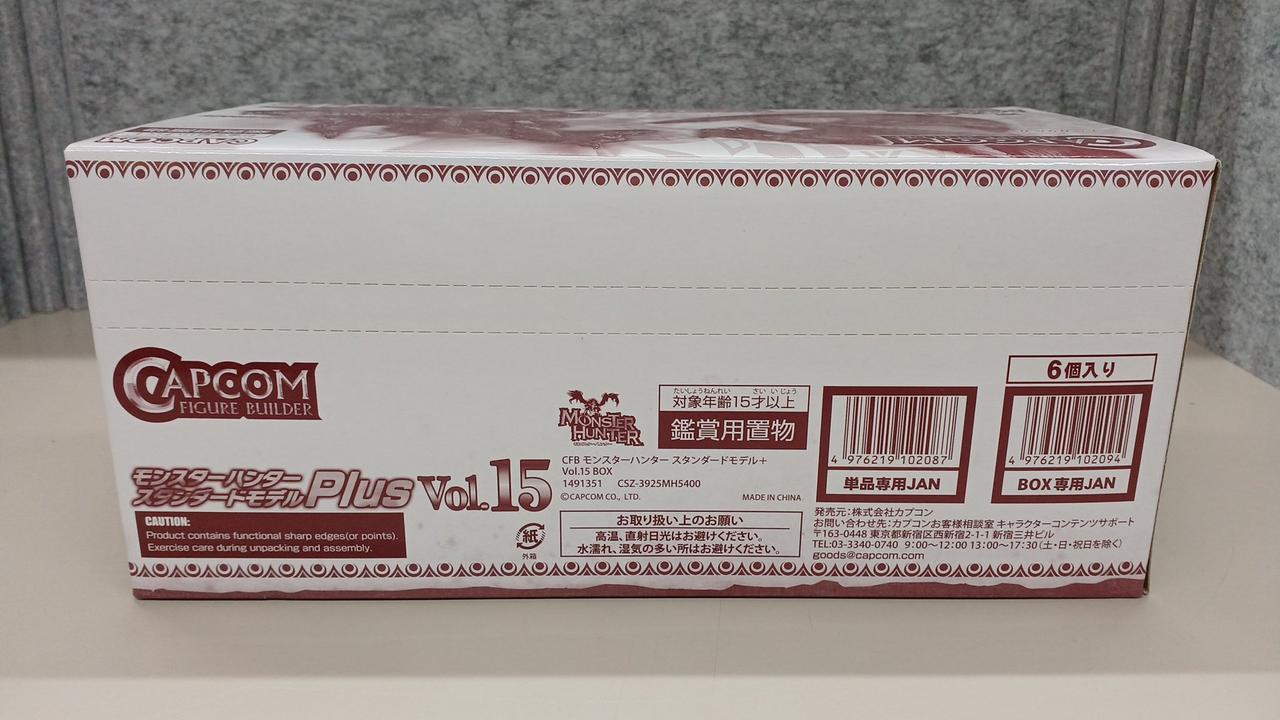 CAPCOM
CAPCOM
CAPCOM
FIGURE BUILDER
モンスターハンター
スタンダードモデル Plus Vol.15
CAUTION:
Product contains functional sharp edges(or points).
Exercise care during unpacking and assembly.
MONSTER
HUNTER
たいしょうねんれい さいいじょう
対象年齢15才以上
鑑賞用置物
CFB モンスターハンター スタンダードモデル+
Vol.15 BOX
1491351 CSZ-3925MH5400
©CAPCOM CO., LTD. MADE IN CHINA
紙
外箱
お取り扱い上のお願い
高温、直射日光はお避けください。
水濡れ、湿気の多い所はお避けください。
4 976219 102087
単品専用JAN
6個入り
4 976219 102094
BOX専用JAN
発売元:株式会社カプコン
お問い合わせ先:カプコンお客様相談室 キャラクターコンテンツサポート
〒163-0448 東京都新宿区西新宿2-1-1 新宿三井ビル
TEL:03-3340-0740 9:00〜12:00 13:00〜17:30(土・日・祝日を除く)
goods@capcom.com